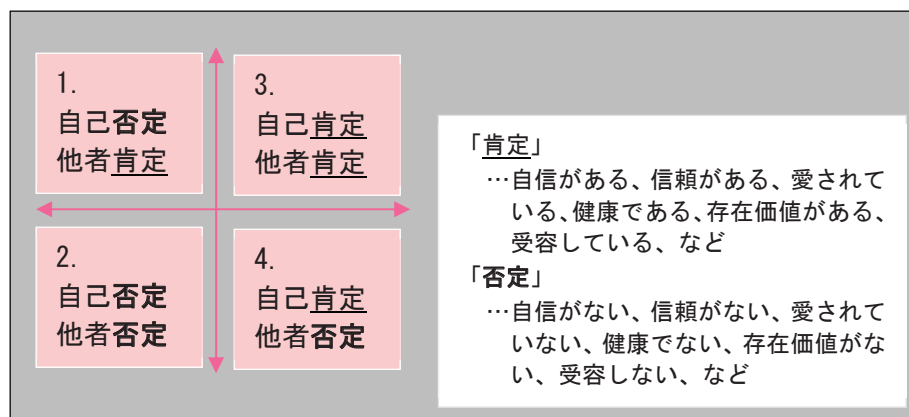 1.
自己否定
他者肯定
3.
自己肯定
他者肯定
2.
自己否定
他者否定
4.
自己肯定
他者否定
「肯定」
…自信がある、信頼がある、愛されて
いる、健康である、存在価値がある、
受容している、など
「否定」
…自信がない、信頼がない、愛されて
いない、健康でない、存在価値がな
い、受容しない、など